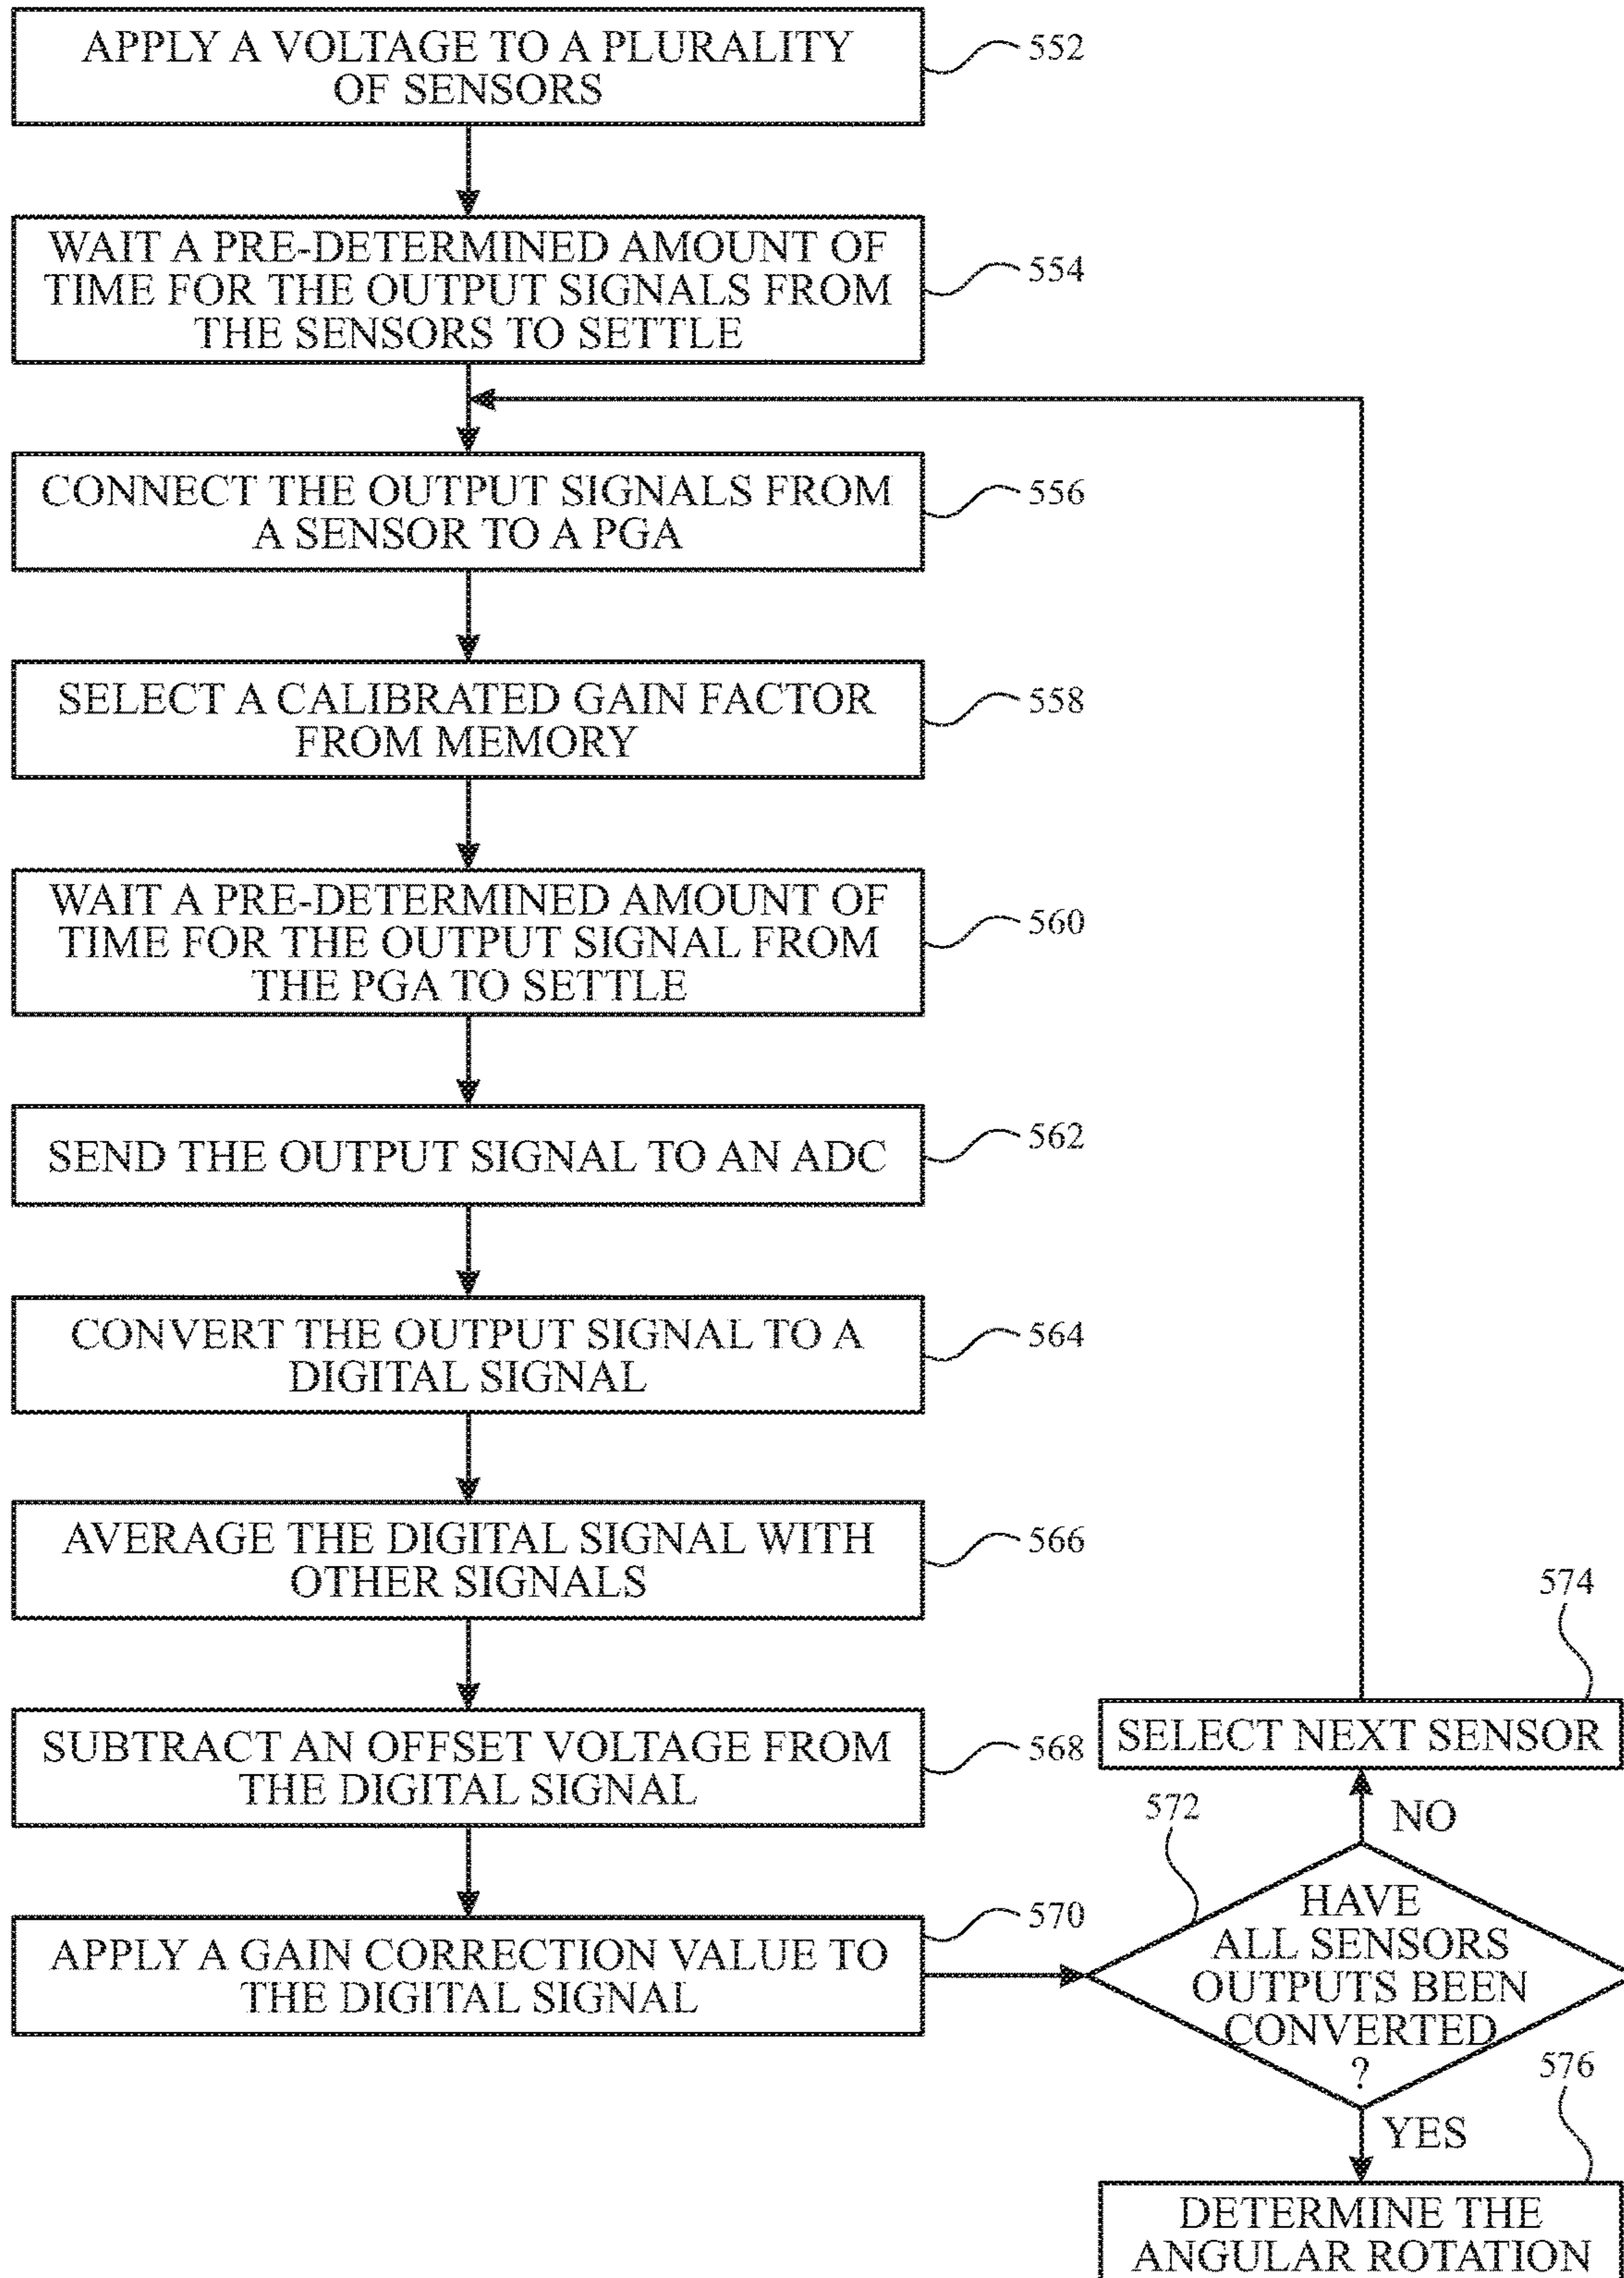 APPLY A VOLTAGE TO A PLURALITY
OF SENSORS
552
WAIT A PRE-DETERMINED AMOUNT OF
TIME FOR THE OUTPUT SIGNALS FROM
THE SENSORS TO SETTLE
554
CONNECT THE OUTPUT SIGNALS FROM
A SENSOR TO A PGA
556
SELECT A CALIBRATED GAIN FACTOR
FROM MEMORY
558
WAIT A PRE-DETERMINED AMOUNT OF
TIME FOR THE OUTPUT SIGNAL FROM
THE PGA TO SETTLE
560
SEND THE OUTPUT SIGNAL TO AN ADC
562
CONVERT THE OUTPUT SIGNAL TO A
DIGITAL SIGNAL
564
AVERAGE THE DIGITAL SIGNAL WITH
OTHER SIGNALS
566
SUBTRACT AN OFFSET VOLTAGE FROM
THE DIGITAL SIGNAL
568
APPLY A GAIN CORRECTION VALUE TO
THE DIGITAL SIGNAL
570
574
SELECT NEXT SENSOR
NO
572
HAVE
ALL SENSORS
OUTPUTS BEEN
CONVERTED
?
YES
576
DETERMINE THE
ANGULAR ROTATION